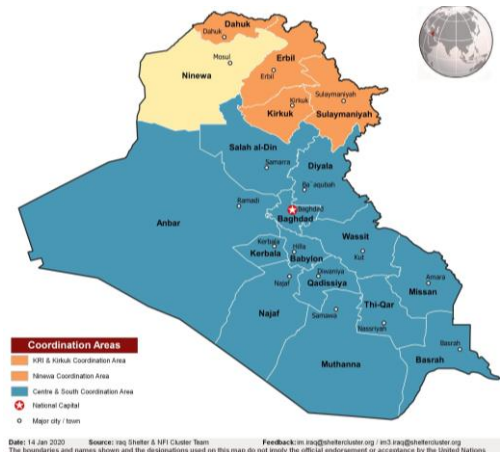 Dahuk
Dahuk
Mosul
Ninewa
Erbil
Erbil
Kirkuk
Kirkuk
Sulaymaniyah
Sulaymaniyah
Salah al-Din
Samarra
Diyala
Ba`aqubah
Anbar
Ramadi
Baghdad
Baghdad
Kerbala
Kerbala
Hilla
Babylon
Wassit
Kut
Najaf
Najaf
Diwaniya
Qadissiya
Amara
Missan
Samawa
Thi-Qar
Nassriyah
Muthanna
Basrah
Basrah
Coordination Areas
KRI & Kirkuk Coordination Area
Ninewa Coordination Area
Centre & South Coordination Area
National Capital
Major city / town
Date: 14 Jan 2020 Source: Iraq Shelter & NFI Cluster Team Feedback: im.iraq@sheltercluster.org / im3.iraq@sheltercluster.org
The boundaries and names shown and the designations used on this map do not imply the official endorsement or acceptance by the United Nations.